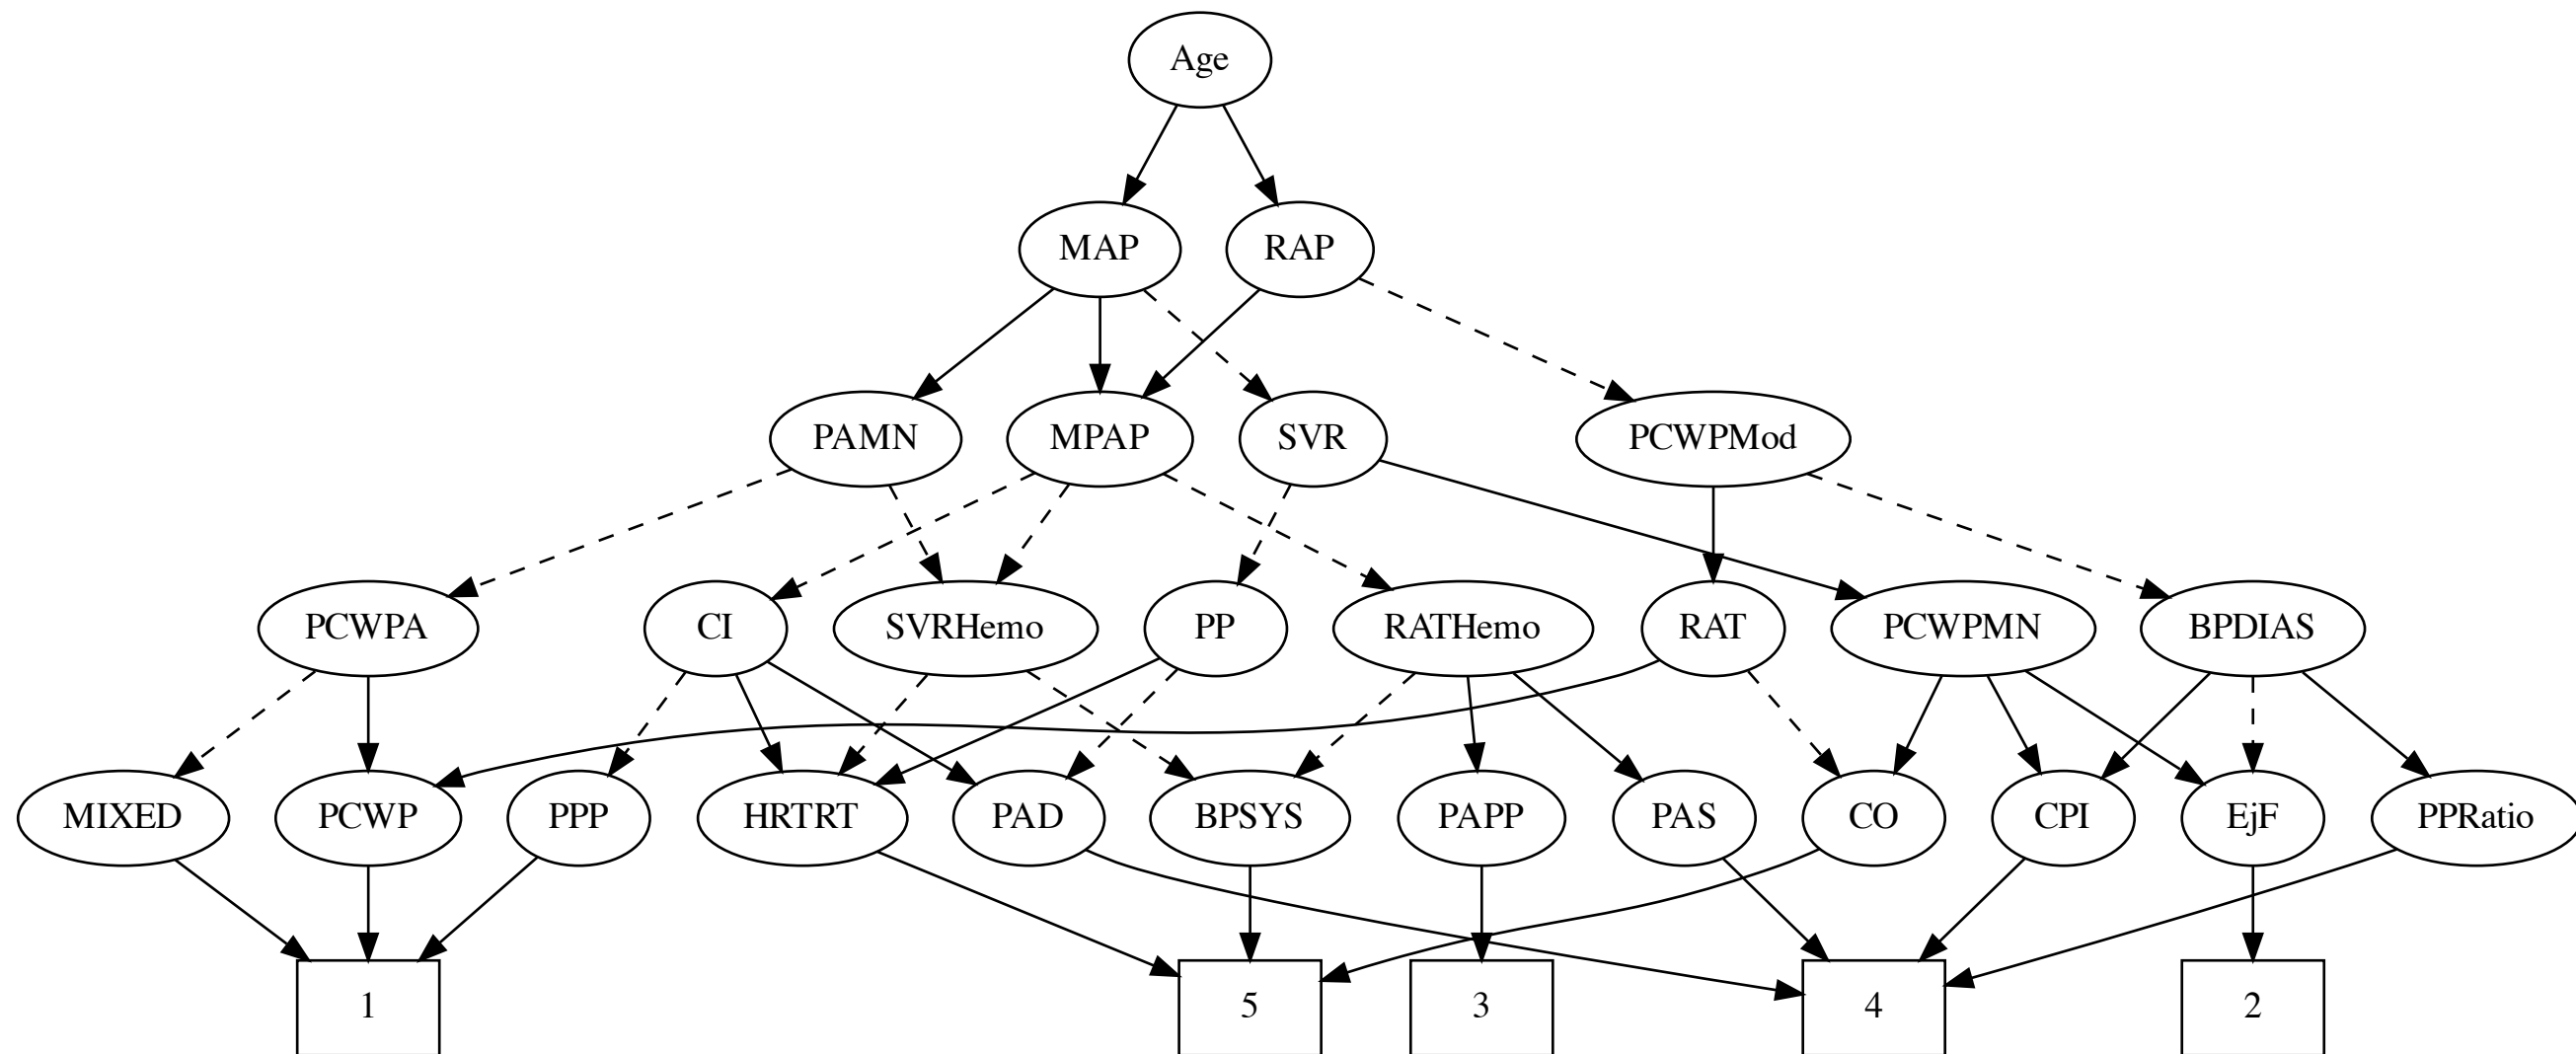 Age
MAP
RAP
PAMN
MPAP
SVR
PCWPMod
PCWPA
CI
SVRHemo
PP
RATHemo
RAT
PCWPMN
BPDIAS
MIXED
PCWP
PPP
HRTRT
PAD
BPSYS
PAPP
PAS
CO
CPI
EjF
PPRatio
1
5
3
4
2